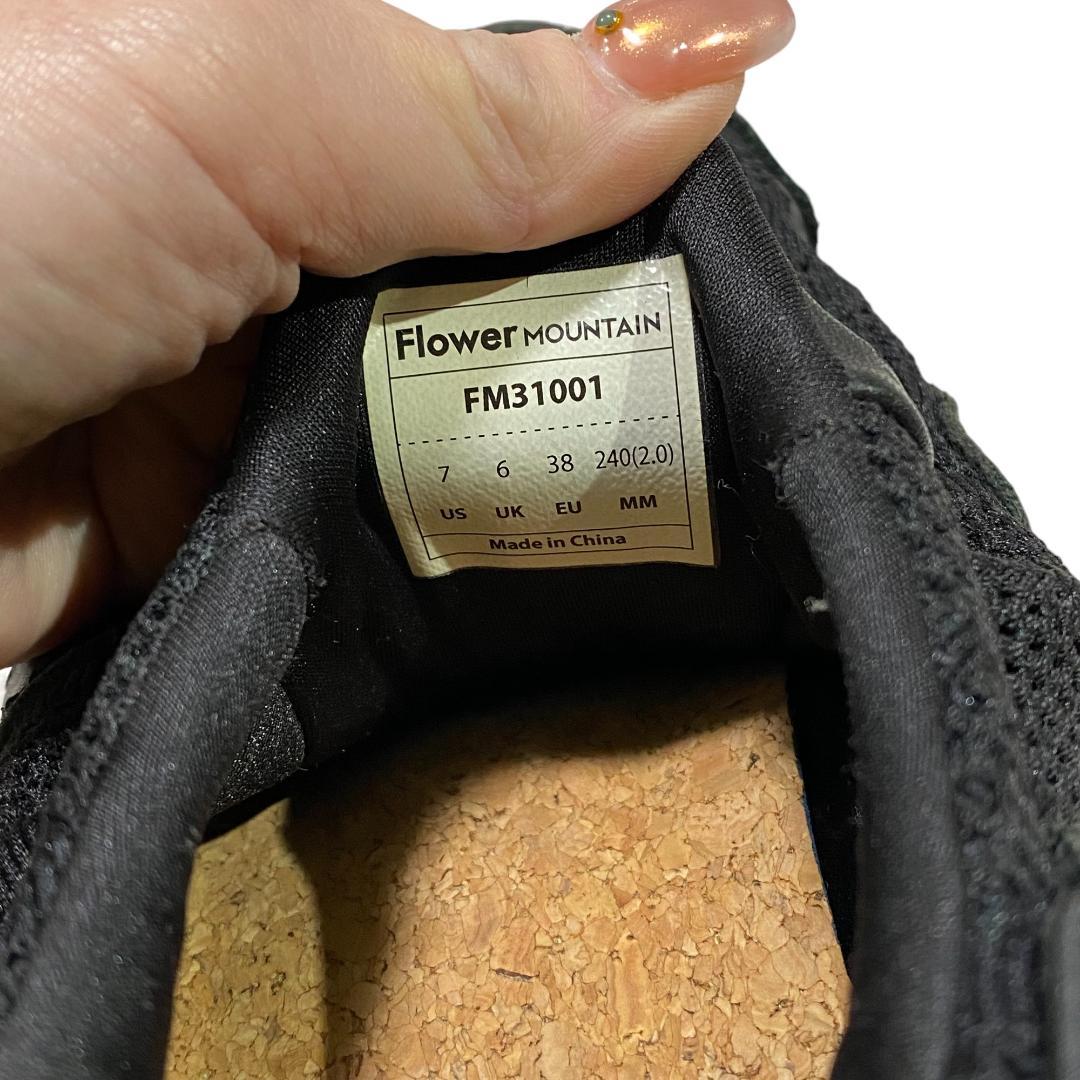 Flower MOUNTAIN
FM31001
7 6 38 240(2.0)
US UK EU MM
Made in China